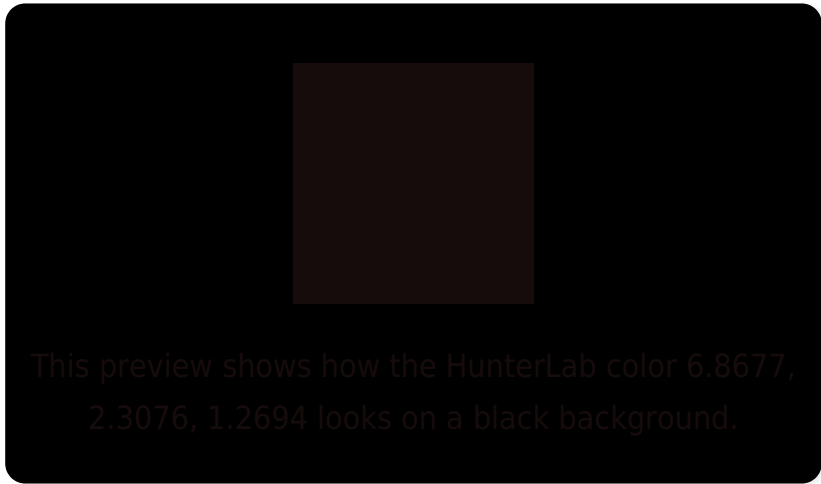 This preview shows how the HunterLab color 6.8677,
2.3076, 1.2694 looks on a black background.